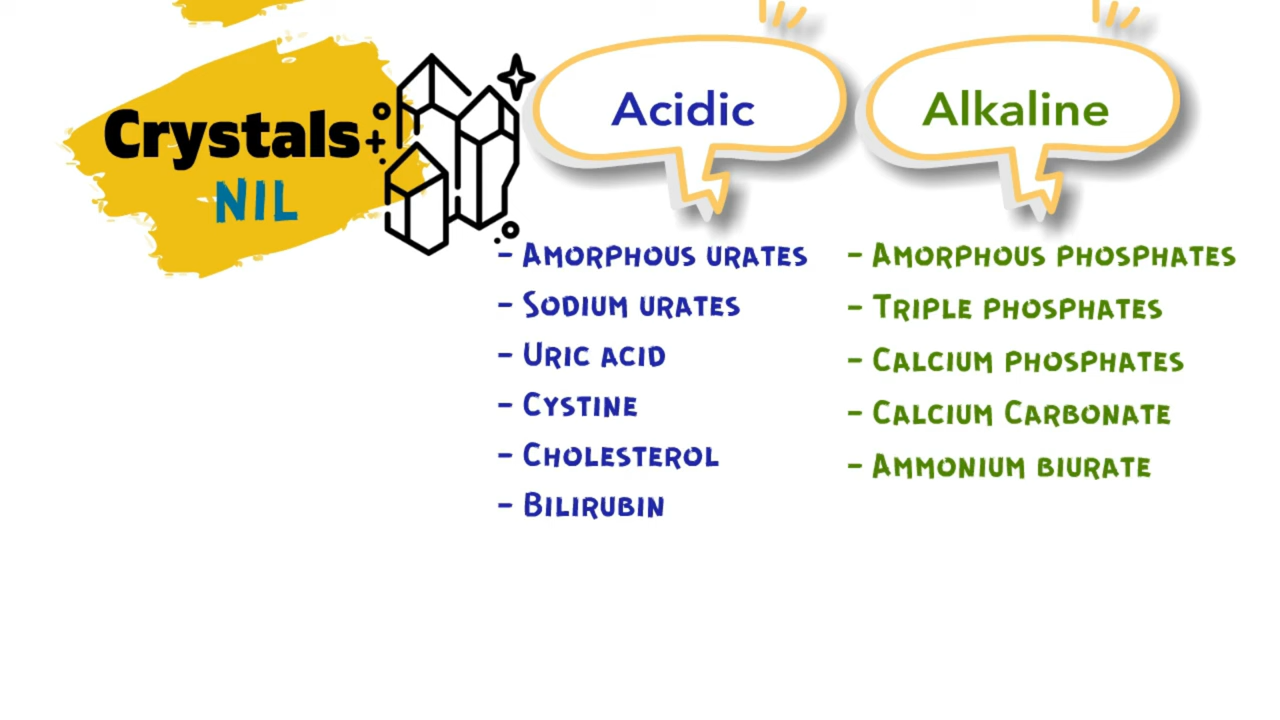 Crystals
NIL
Acidic
- AMORPHOUS URATES
- SODIUM URATES
- URIC ACID
- CYSTINE
- CHOLESTEROL
- BILIRUBIN
Alkaline
- AMORPHOUS PHOSPHATES
- TRIPLE PHOSPHATES
- CALCIUM PHOSPHATES
- CALCIUM CARBONATE
- AMMONIUM BIURATE